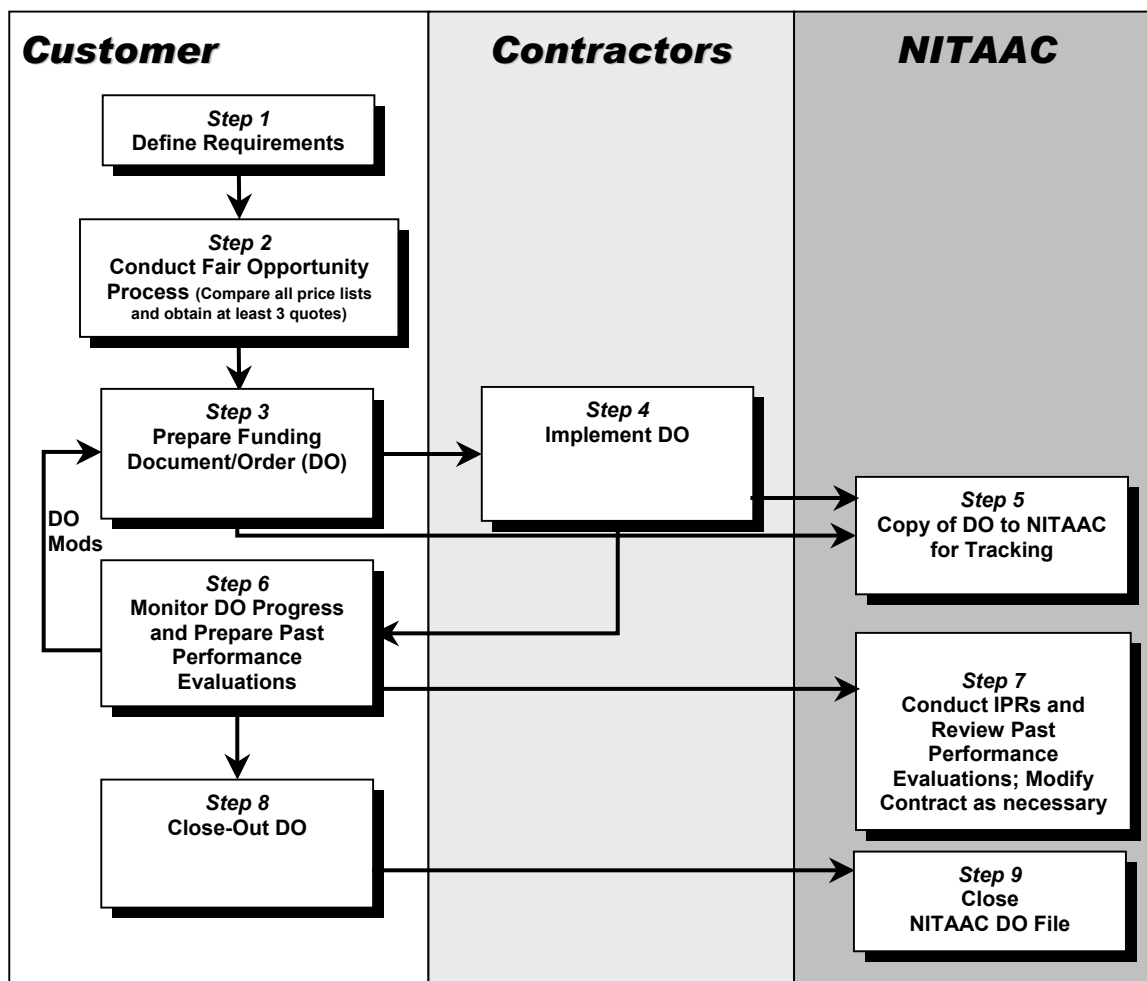 Customer
Contractors
NITAAC
Step 1
Define Requirements
Step 2
Conduct Fair Opportunity
Process (Compare all price lists
and obtain at least 3 quotes)
Step 3
Prepare Funding
Document/Order (DO)
Step 4
Implement DO
Step 5
Copy of DO to NITAAC
for Tracking
DO
Mods
Step 6
Monitor DO Progress
and Prepare Past
Performance
Evaluations
Step 7
Conduct IPRs and
Review Past
Performance
Evaluations; Modify
Contract as necessary
Step 8
Close-Out DO
Step 9
Close
NITAAC DO File